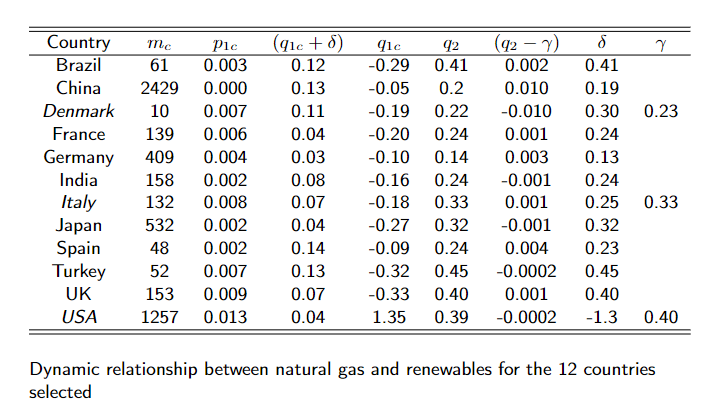 Country m_c p_{1c} (q_{1c} + δ) q_{1c} q_2 (q_2 − γ) δ γ
Brazil 61 0.003 0.12 -0.29 0.41 0.002 0.41
China 2429 0.000 0.13 -0.05 0.2 0.010 0.19
Denmark 10 0.007 0.11 -0.19 0.22 -0.010 0.30 0.23
France 139 0.006 0.04 -0.20 0.24 0.001 0.24
Germany 409 0.004 0.03 -0.10 0.14 0.003 0.13
India 158 0.002 0.08 -0.16 0.24 -0.001 0.24
Italy 132 0.008 0.07 -0.18 0.33 0.001 0.25 0.33
Japan 532 0.002 0.04 -0.27 0.32 -0.001 0.32
Spain 48 0.002 0.14 -0.09 0.24 0.004 0.23
Turkey 52 0.007 0.13 -0.32 0.45 -0.0002 0.45
UK 153 0.009 0.07 -0.33 0.40 0.001 0.40
USA 1257 0.013 0.04 1.35 0.39 -0.0002 -1.3 0.40
Dynamic relationship between natural gas and renewables for the 12 countries
selected